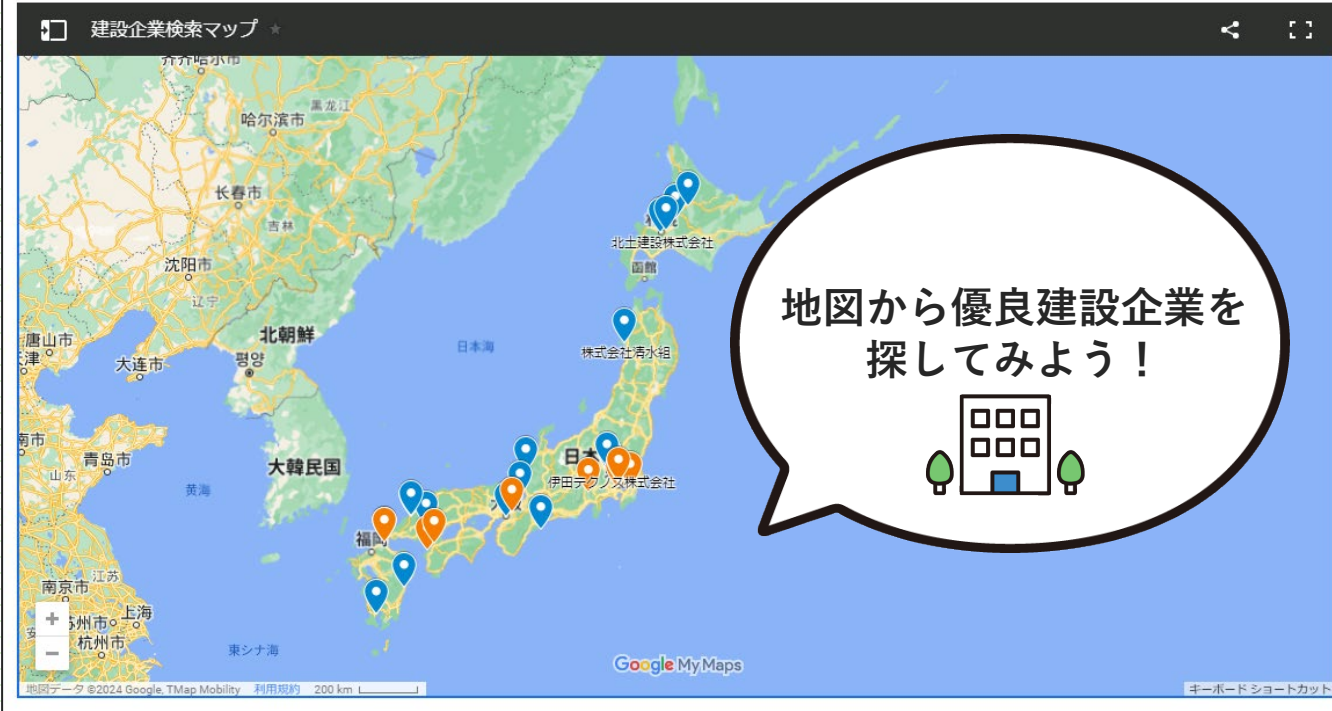 建設企業検索マップ
齐齐哈尔市
黑龙江
哈尔滨市
长春市
吉林
沈阳市
辽宁
唐山市
大连市
北朝鮮
평양
日本海
函館
北土建設株式会社
株式会社清水組
地図から優良建設企業を
探してみよう！
青岛市
山东
大韓民国
黄海
伊田テクノス株式会社
福岡
南京市
江苏
上海
杭州市
東シナ海
Google My Maps
地図データ ©2024 Google, TMap Mobility 利用規約 200 km
キーボード ショートカット